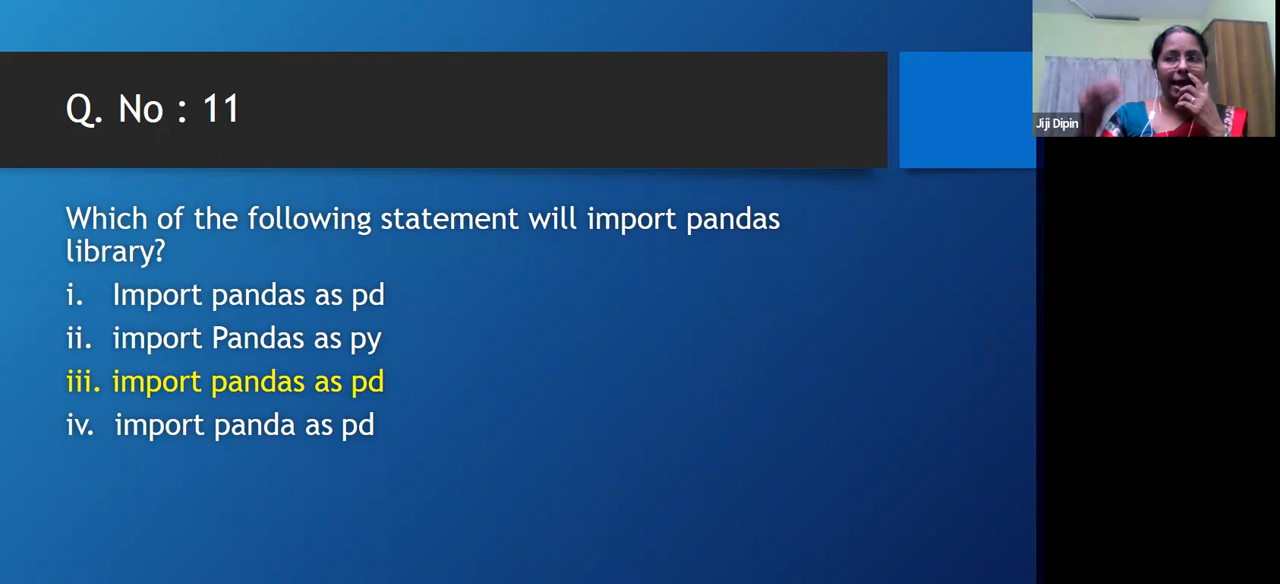 Q. No : 11
Which of the following statement will import pandas
library?
i. Import pandas as pd
ii. import Pandas as py
iii. import pandas as pd
iv. import panda as pd
Jiji Dipin